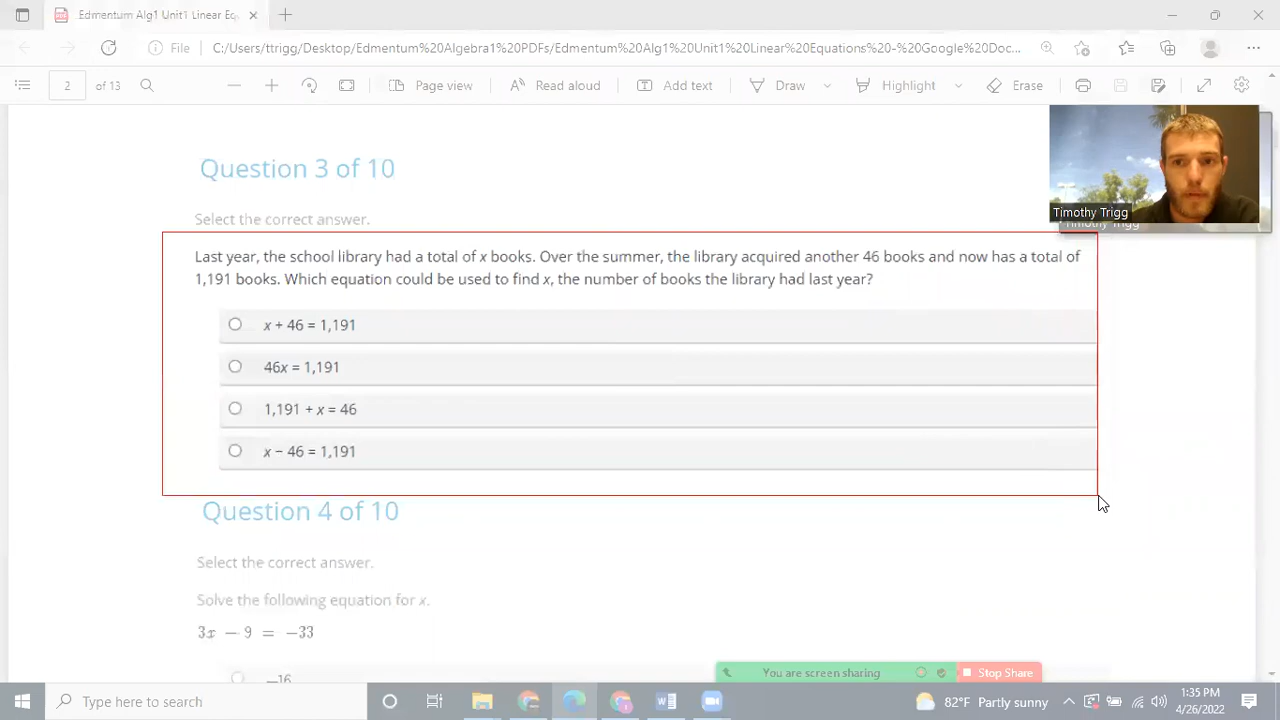 Edmentum Alg1 Unit1 Linear Eq
File C:/Users/ttrigg/Desktop/Edmentum%20Algebra1%20PDFs/Edmentum%20Alg1%20Unit1%20Linear%20Equations%20-%20Google%20Doc...
2 of 13 Page view Read aloud Add text Draw Highlight Erase
Timothy Trigg
Timothy Trigg
Question 3 of 10
Select the correct answer.
Last year, the school library had a total of x books. Over the summer, the library acquired another 46 books and now has a total of
1,191 books. Which equation could be used to find x, the number of books the library had last year?
x + 46 = 1,191
46x = 1,191
1,191 + x = 46
x − 46 = 1,191
Question 4 of 10
Select the correct answer.
Solve the following equation for x.
3x − 9 = −33
−16
You are screen sharing Stop Share
Type here to search
82°F Partly sunny
1:35 PM
4/26/2022